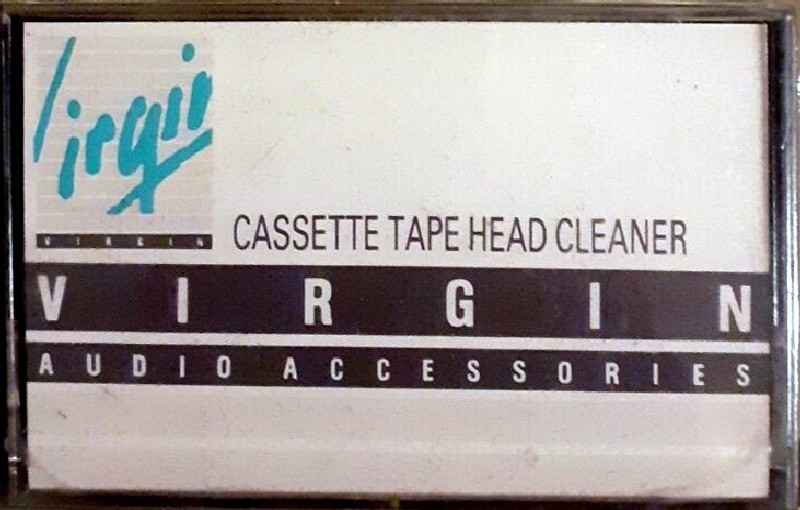 Virgin
VIRGIN
CASSETTE TAPE HEAD CLEANER
VIRGIN
AUDIO ACCESSORIES